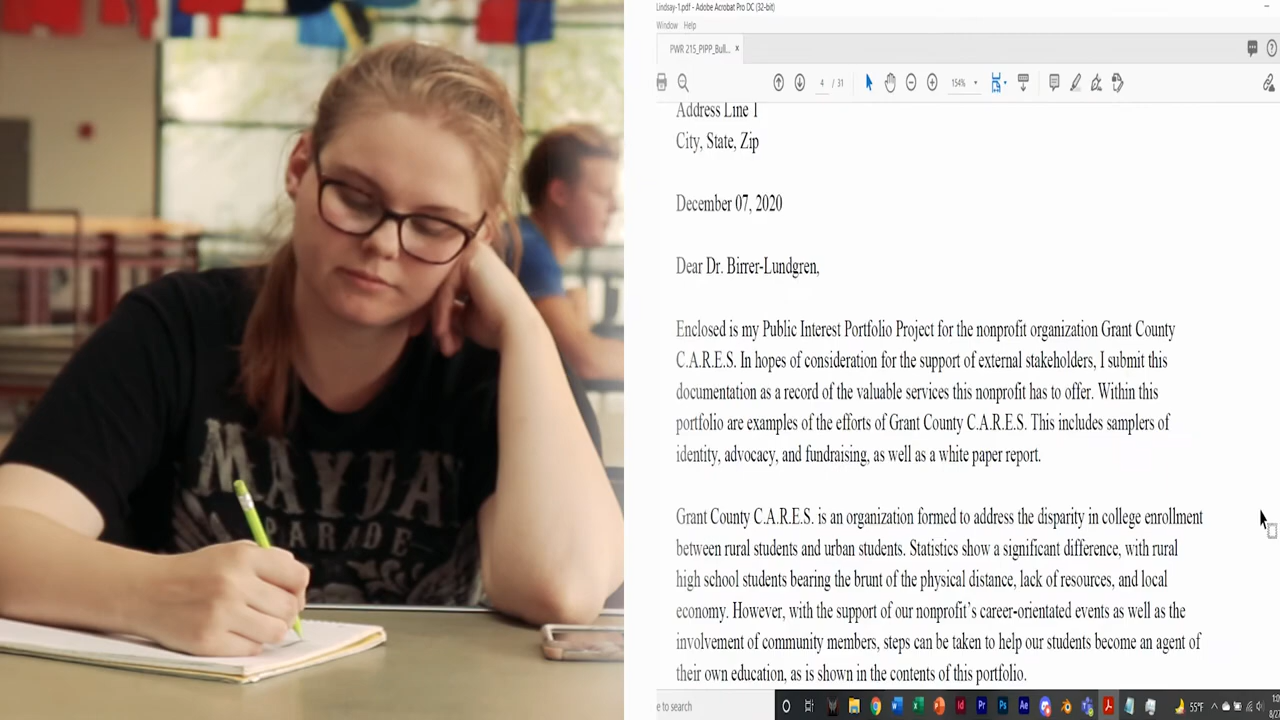 MAYDAY
PARADE
Lindsay-1.pdf - Adobe Acrobat Pro DC (32-bit)
Window Help
PWR 215_PIPP_Bull... ×
4 / 31 154%
Address Line 1
City, State, Zip
December 07, 2020
Dear Dr. Birrer-Lundgren,
Enclosed is my Public Interest Portfolio Project for the nonprofit organization Grant County
C.A.R.E.S. In hopes of consideration for the support of external stakeholders, I submit this
documentation as a record of the valuable services this nonprofit has to offer. Within this
portfolio are examples of the efforts of Grant County C.A.R.E.S. This includes samplers of
identity, advocacy, and fundraising, as well as a white paper report.
Grant County C.A.R.E.S. is an organization formed to address the disparity in college enrollment
between rural students and urban students. Statistics show a significant difference, with rural
high school students bearing the brunt of the physical distance, lack of resources, and local
economy. However, with the support of our nonprofit's career-orientated events as well as the
involvement of community members, steps can be taken to help our students become an agent of
their own education, as is shown in the contents of this portfolio.
e to search
Id Pr Ps Ae 55°F
8/27